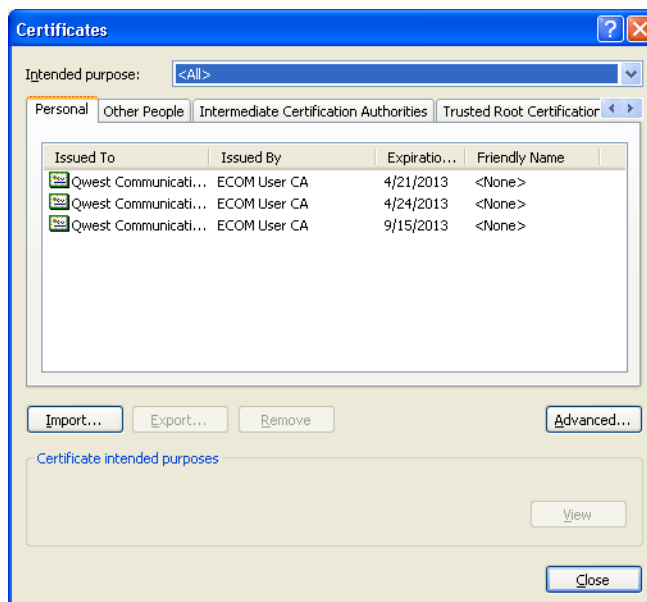 Certificates
Intended purpose: <All>
Personal Other People Intermediate Certification Authorities Trusted Root Certification
Issued To Issued By Expiratio... Friendly Name
Qwest Communicati... ECOM User CA 4/21/2013 <None>
Qwest Communicati... ECOM User CA 4/24/2013 <None>
Qwest Communicati... ECOM User CA 9/15/2013 <None>
Import... Export... Remove Advanced...
Certificate intended purposes
View
Close